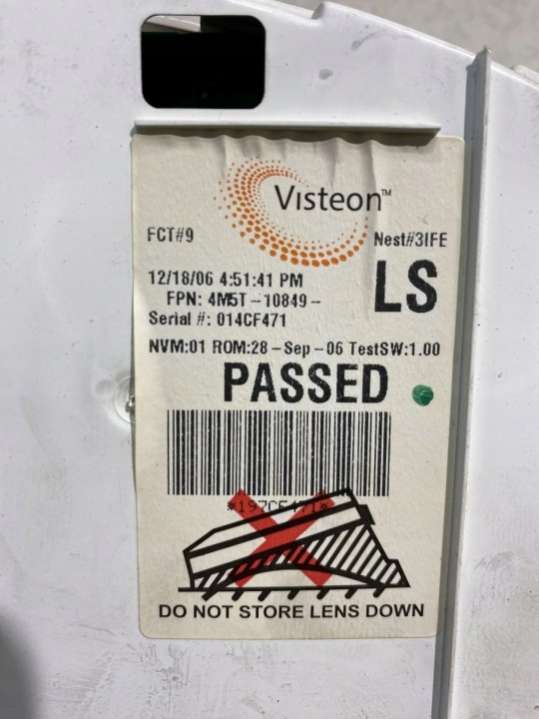 Visteon™
FCT#9 Nest#3IFE
12/18/06 4:51:41 PM LS
FPN: 4M5T-10849-
Serial #: 014CF471
NVM:01 ROM:28-Sep-06 TestSW:1.00
PASSED
DO NOT STORE LENS DOWN